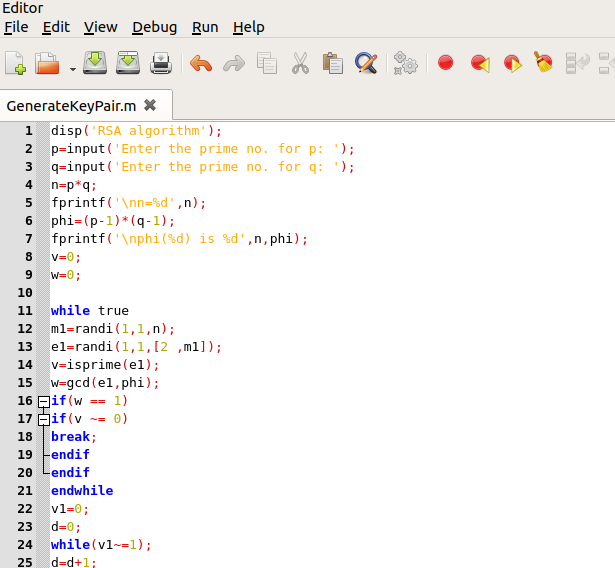 Editor
File Edit View Debug Run Help
GenerateKeyPair.m
1 disp('RSA algorithm');
2 p=input('Enter the prime no. for p: ');
3 q=input('Enter the prime no. for q: ');
4 n=p*q;
5 fprintf('\nn=%d',n);
6 phi=(p-1)*(q-1);
7 fprintf('\nphi(%d) is %d',n,phi);
8 v=0;
9 w=0;
10
11 while true
12 m1=randi(1,1,n);
13 e1=randi(1,1,[2 ,m1]);
14 v=isprime(e1);
15 w=gcd(e1,phi);
16 if(w == 1)
17 if(v ~= 0)
18 break;
19 endif
20 endif
21 endwhile
22 v1=0;
23 d=0;
24 while(v1~=1);
25 d=d+1;